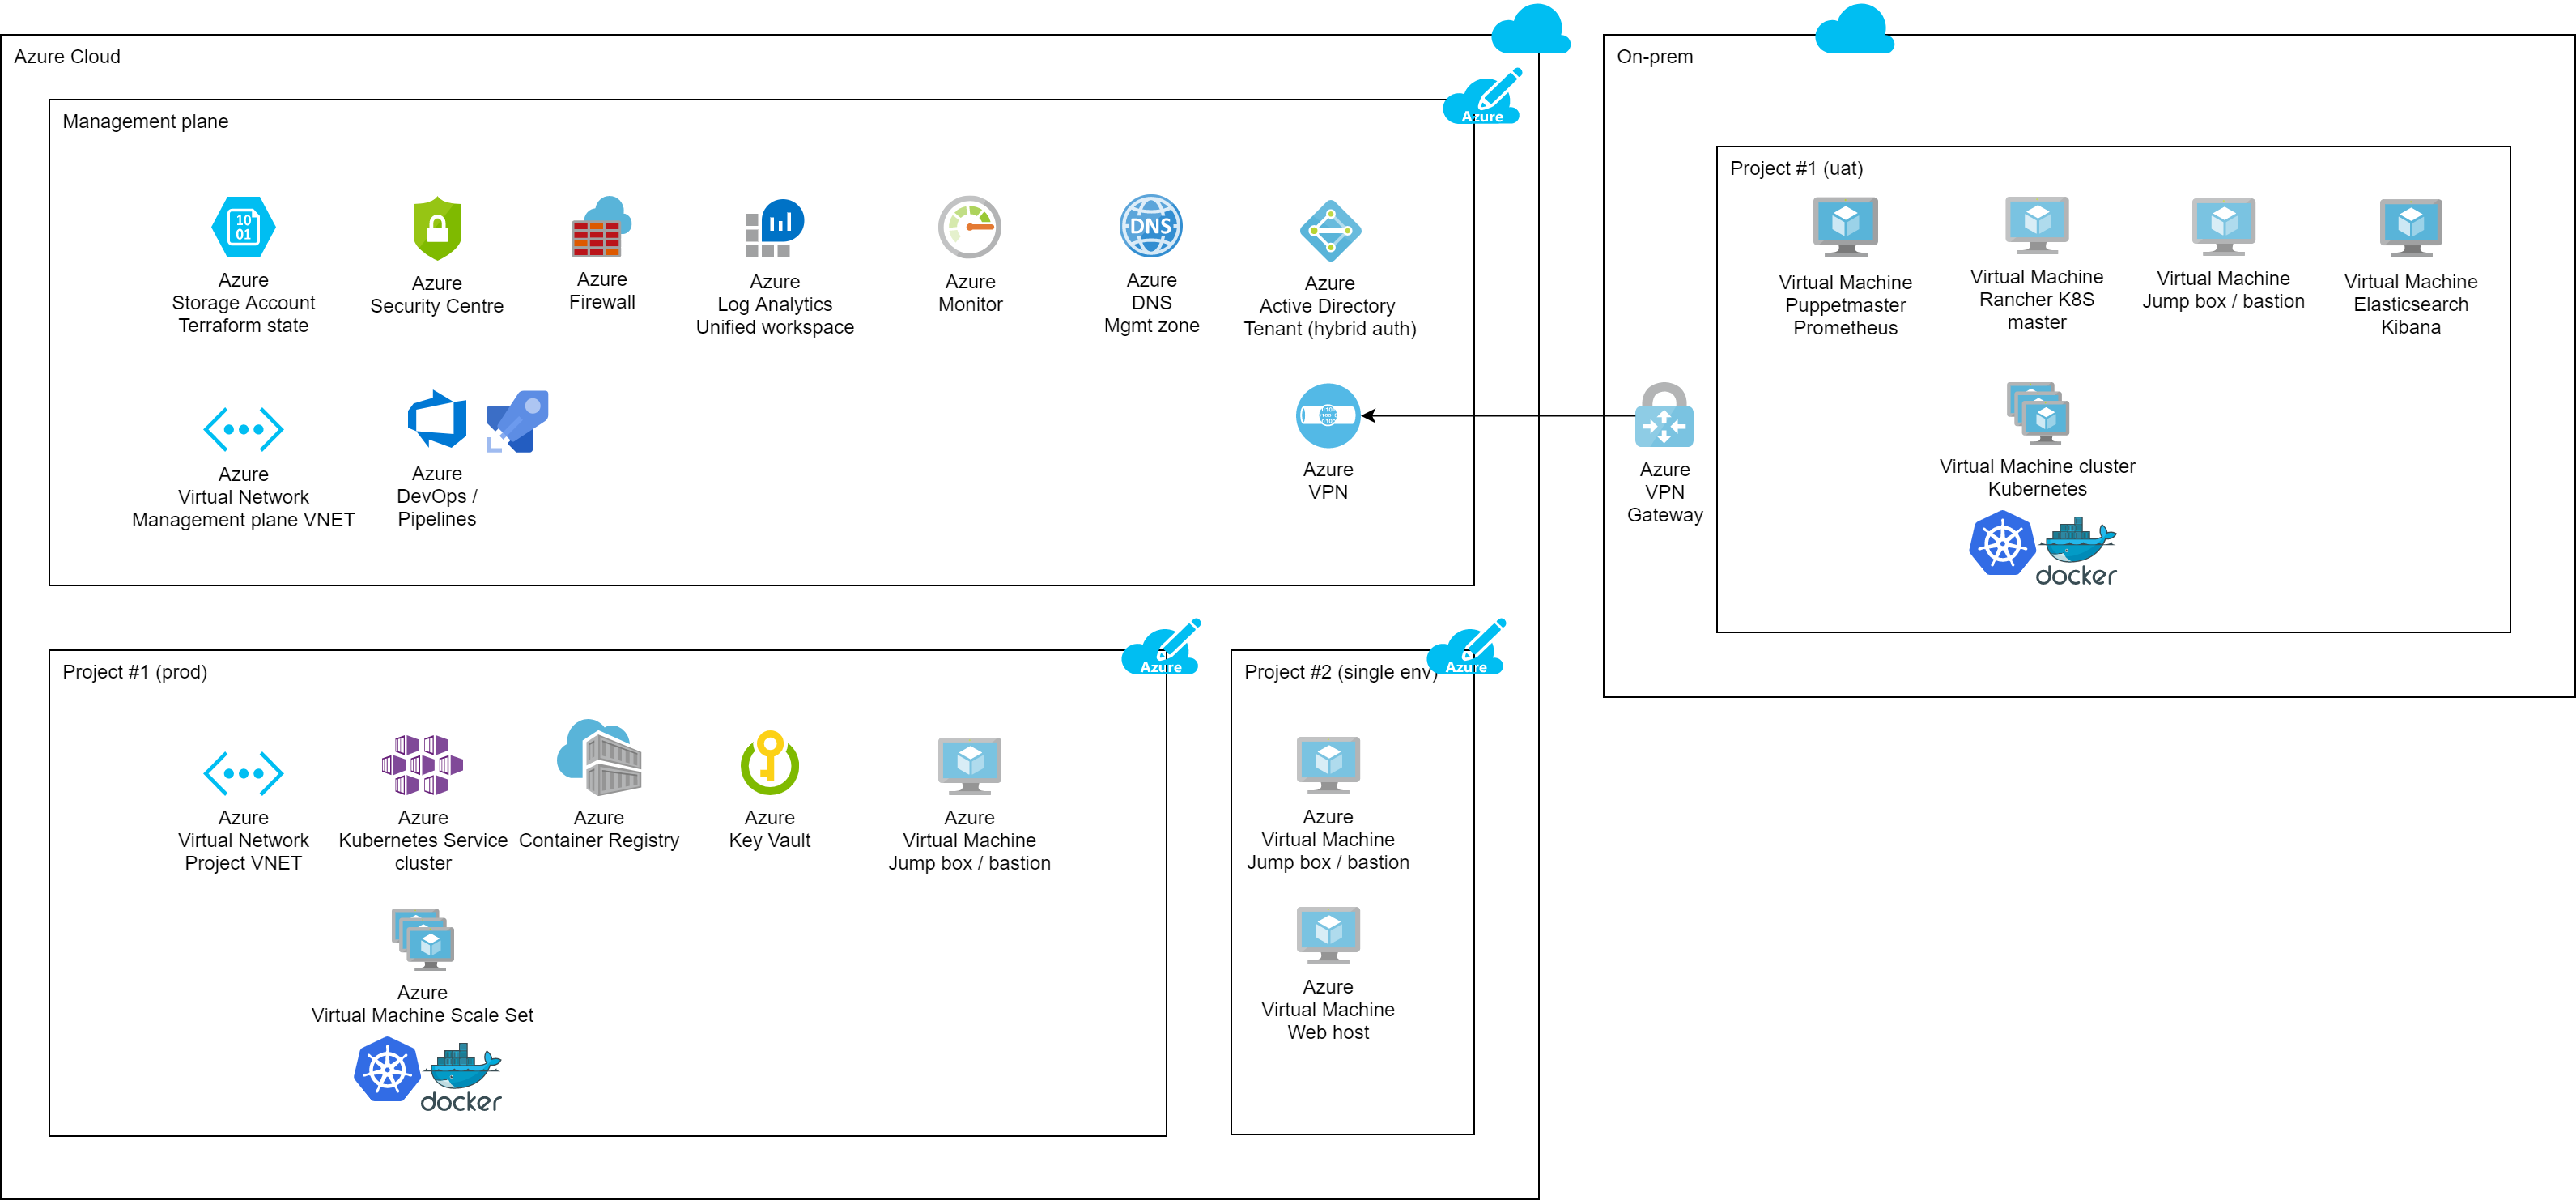 Azure Cloud
On-prem
Azure
Management plane
Project #1 (uat)
10
01
DNS
Azure
Storage Account
Terraform state
Azure
Security Centre
Azure
Firewall
Azure
Log Analytics
Unified workspace
Azure
Monitor
Azure
DNS
Mgmt zone
Azure
Active Directory
Tenant (hybrid auth)
Virtual Machine
Puppetmaster
Prometheus
Virtual Machine
Rancher K8S
master
Virtual Machine
Jump box / bastion
Virtual Machine
Elasticsearch
Kibana
Azure
Virtual Network
Management plane VNET
Azure
DevOps /
Pipelines
Azure
VPN
Azure
VPN
Gateway
Virtual Machine cluster
Kubernetes
docker
Project #1 (prod)
Azure
Project #2 (single env)
Azure
Azure
Virtual Network
Project VNET
Azure
Kubernetes Service
cluster
Azure
Container Registry
Azure
Key Vault
Azure
Virtual Machine
Jump box / bastion
Azure
Virtual Machine
Jump box / bastion
Azure
Virtual Machine Scale Set
docker
Azure
Virtual Machine
Web host